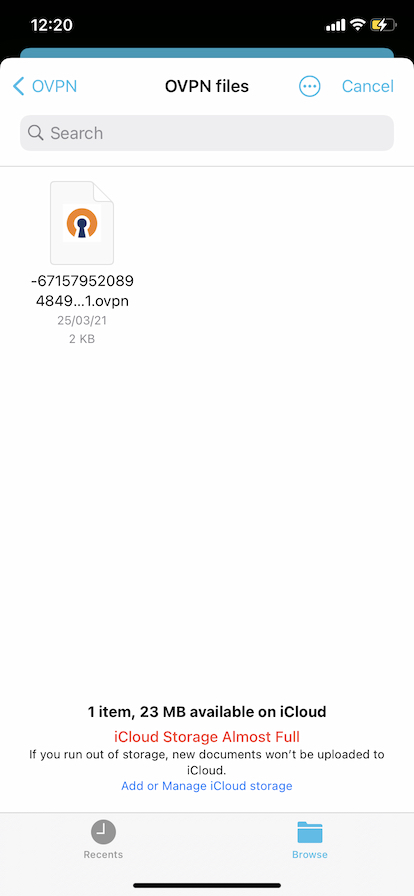 12:20
OVPN
OVPN files
Cancel
Search
-67157952089
4849...1.ovpn
25/03/21
2 KB
1 item, 23 MB available on iCloud
iCloud Storage Almost Full
If you run out of storage, new documents won't be uploaded to
iCloud.
Add or Manage iCloud storage
Recents
Browse